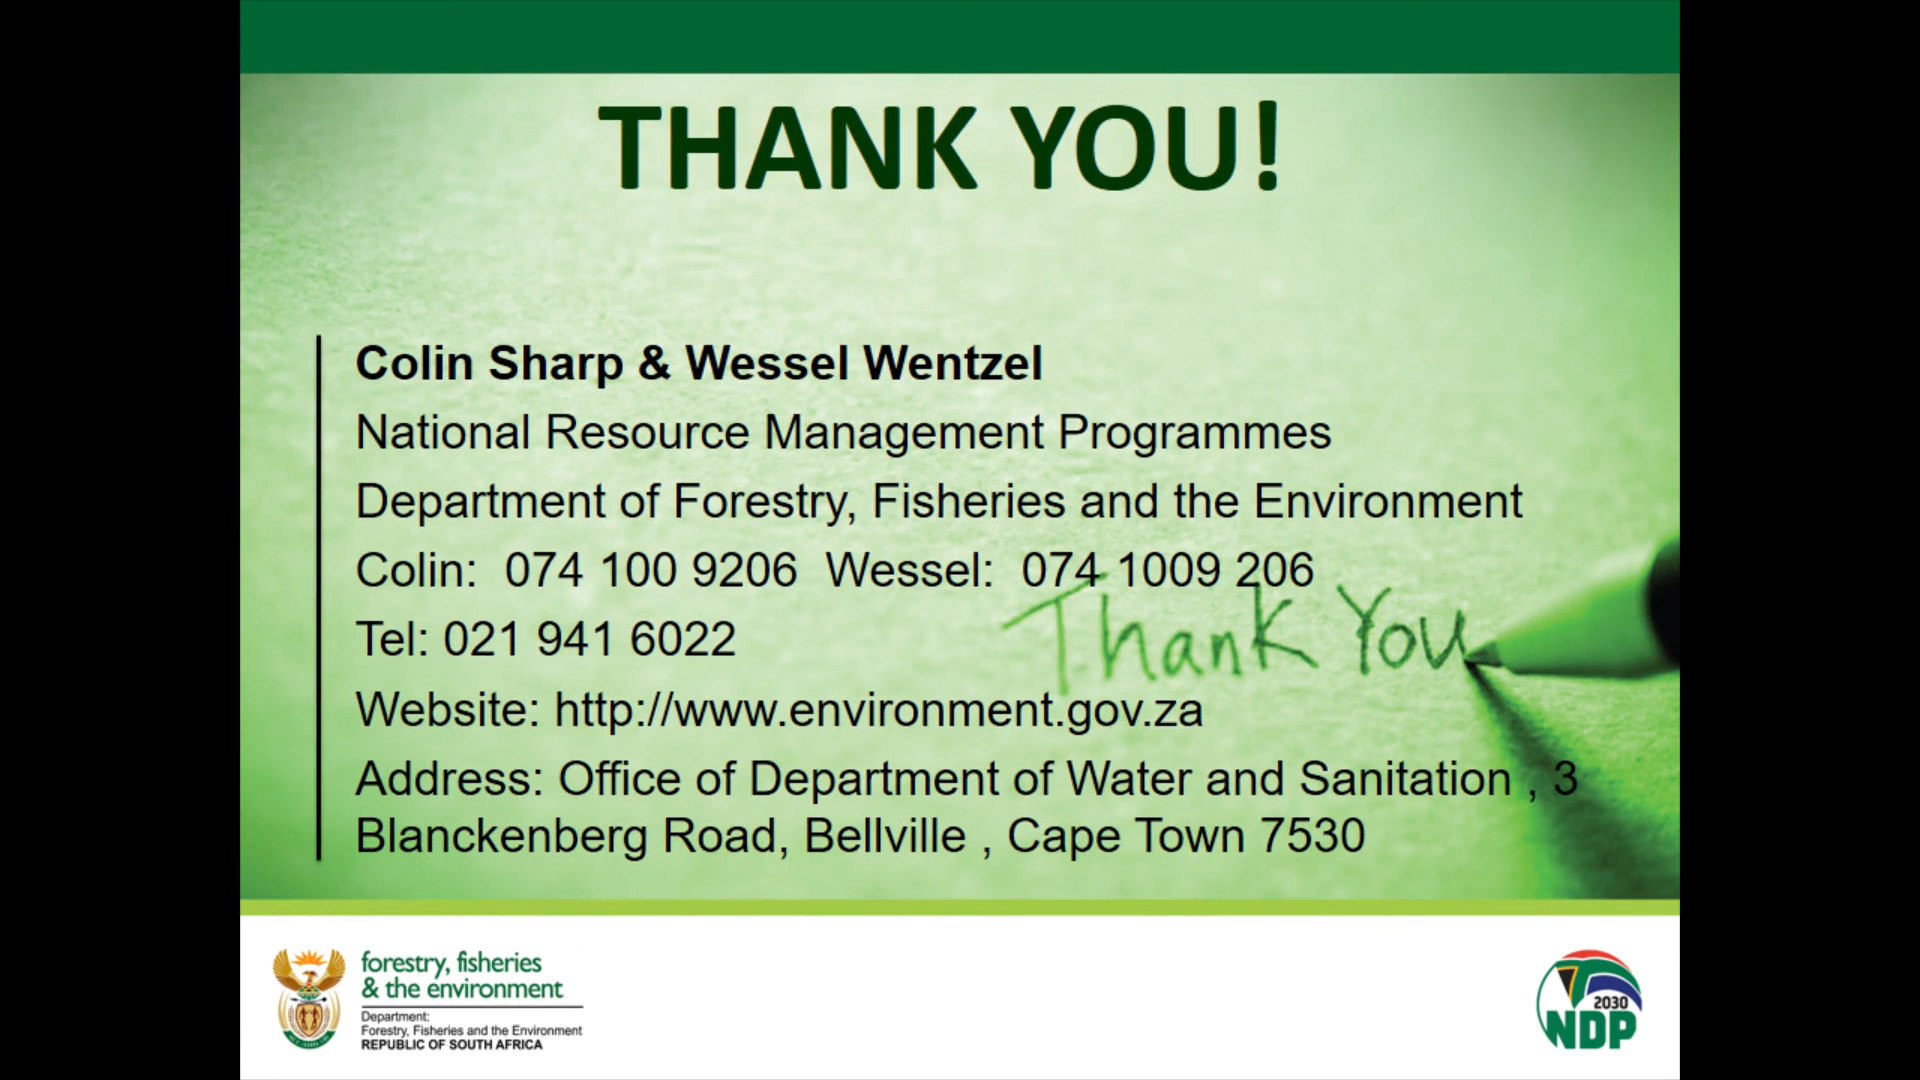 THANK YOU!
Colin Sharp & Wessel Wentzel
National Resource Management Programmes
Department of Forestry, Fisheries and the Environment
Colin: 074 100 9206 Wessel: 074 1009 206
Thank You
Tel: 021 941 6022
Website: http://www.environment.gov.za
Address: Office of Department of Water and Sanitation , 3
Blanckenberg Road, Bellville , Cape Town 7530
forestry, fisheries
& the environment
Department:
Forestry, Fisheries and the Environment
REPUBLIC OF SOUTH AFRICA
2030
NDP